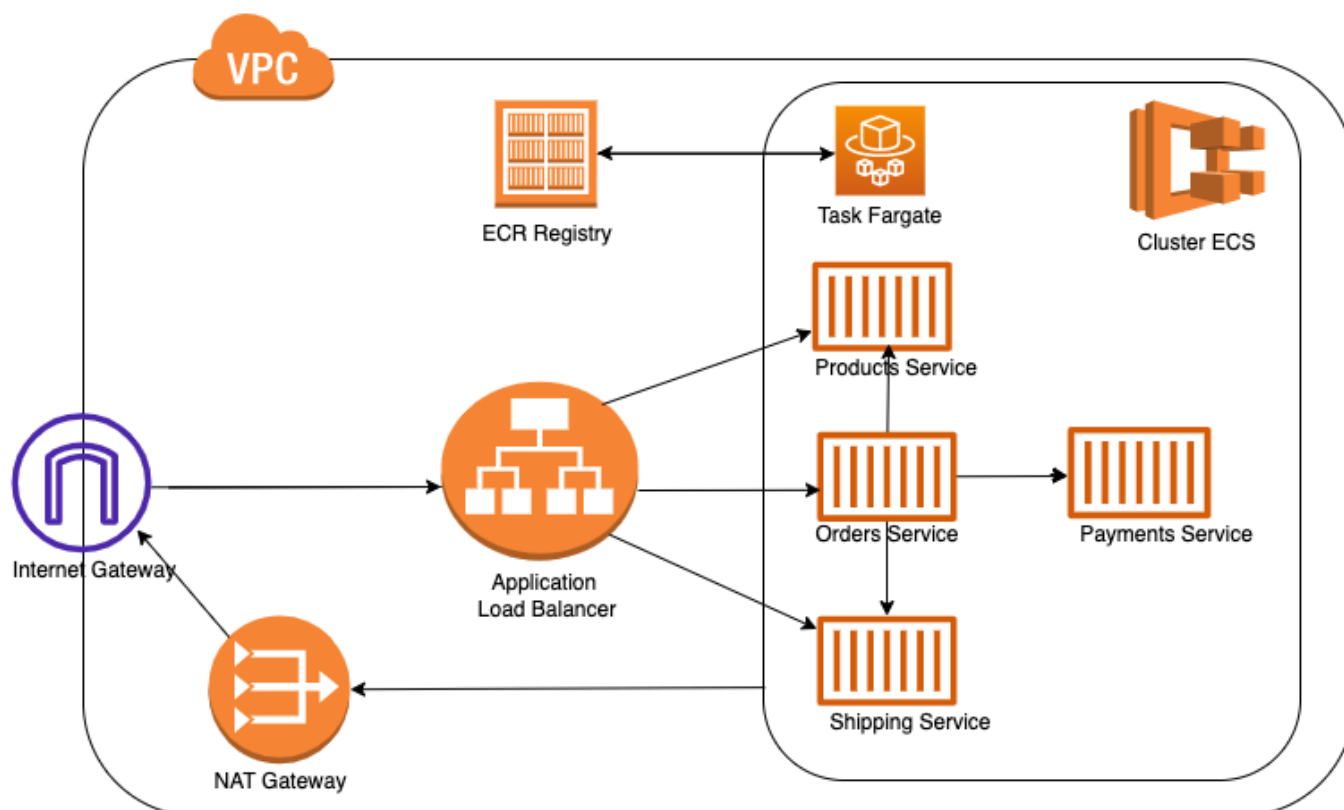 VPC
ECR Registry
Task Fargate
Cluster ECS
Products Service
Internet Gateway
Application
Load Balancer
Orders Service
Payments Service
NAT Gateway
Shipping Service